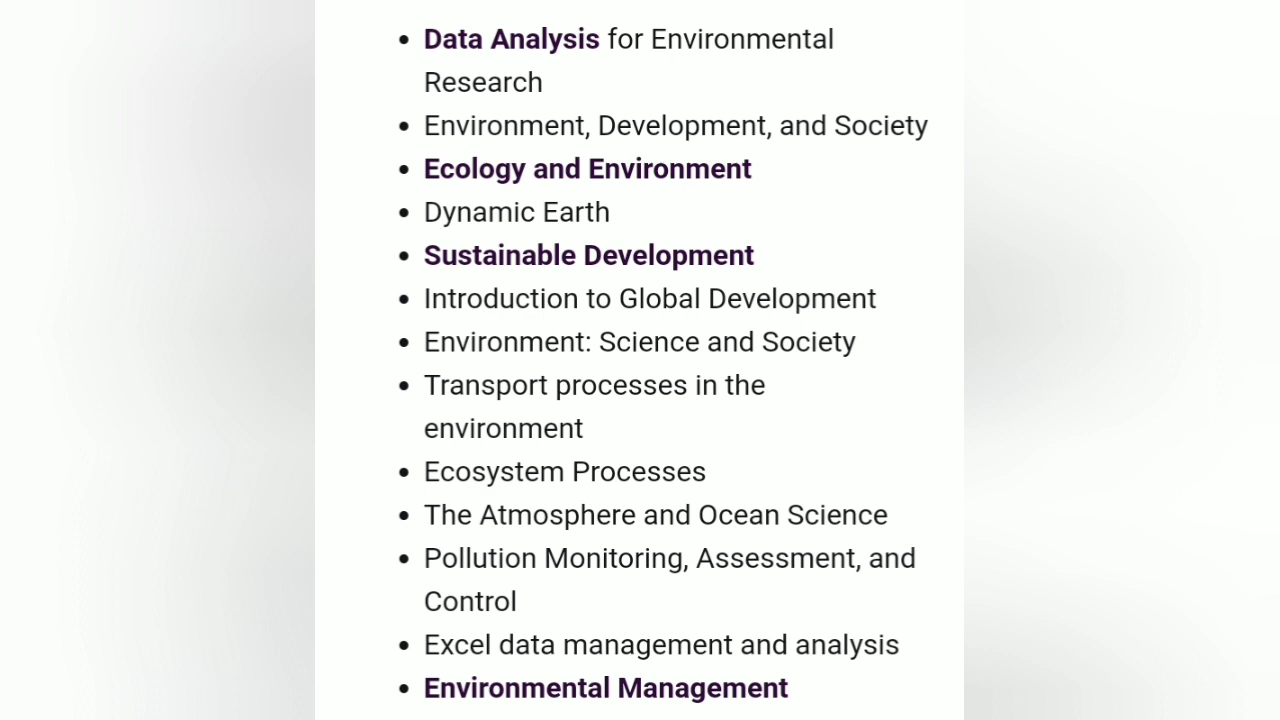 • Data Analysis for Environmental
Research
• Environment, Development, and Society
• Ecology and Environment
• Dynamic Earth
• Sustainable Development
• Introduction to Global Development
• Environment: Science and Society
• Transport processes in the
environment
• Ecosystem Processes
• The Atmosphere and Ocean Science
• Pollution Monitoring, Assessment, and
Control
• Excel data management and analysis
• Environmental Management